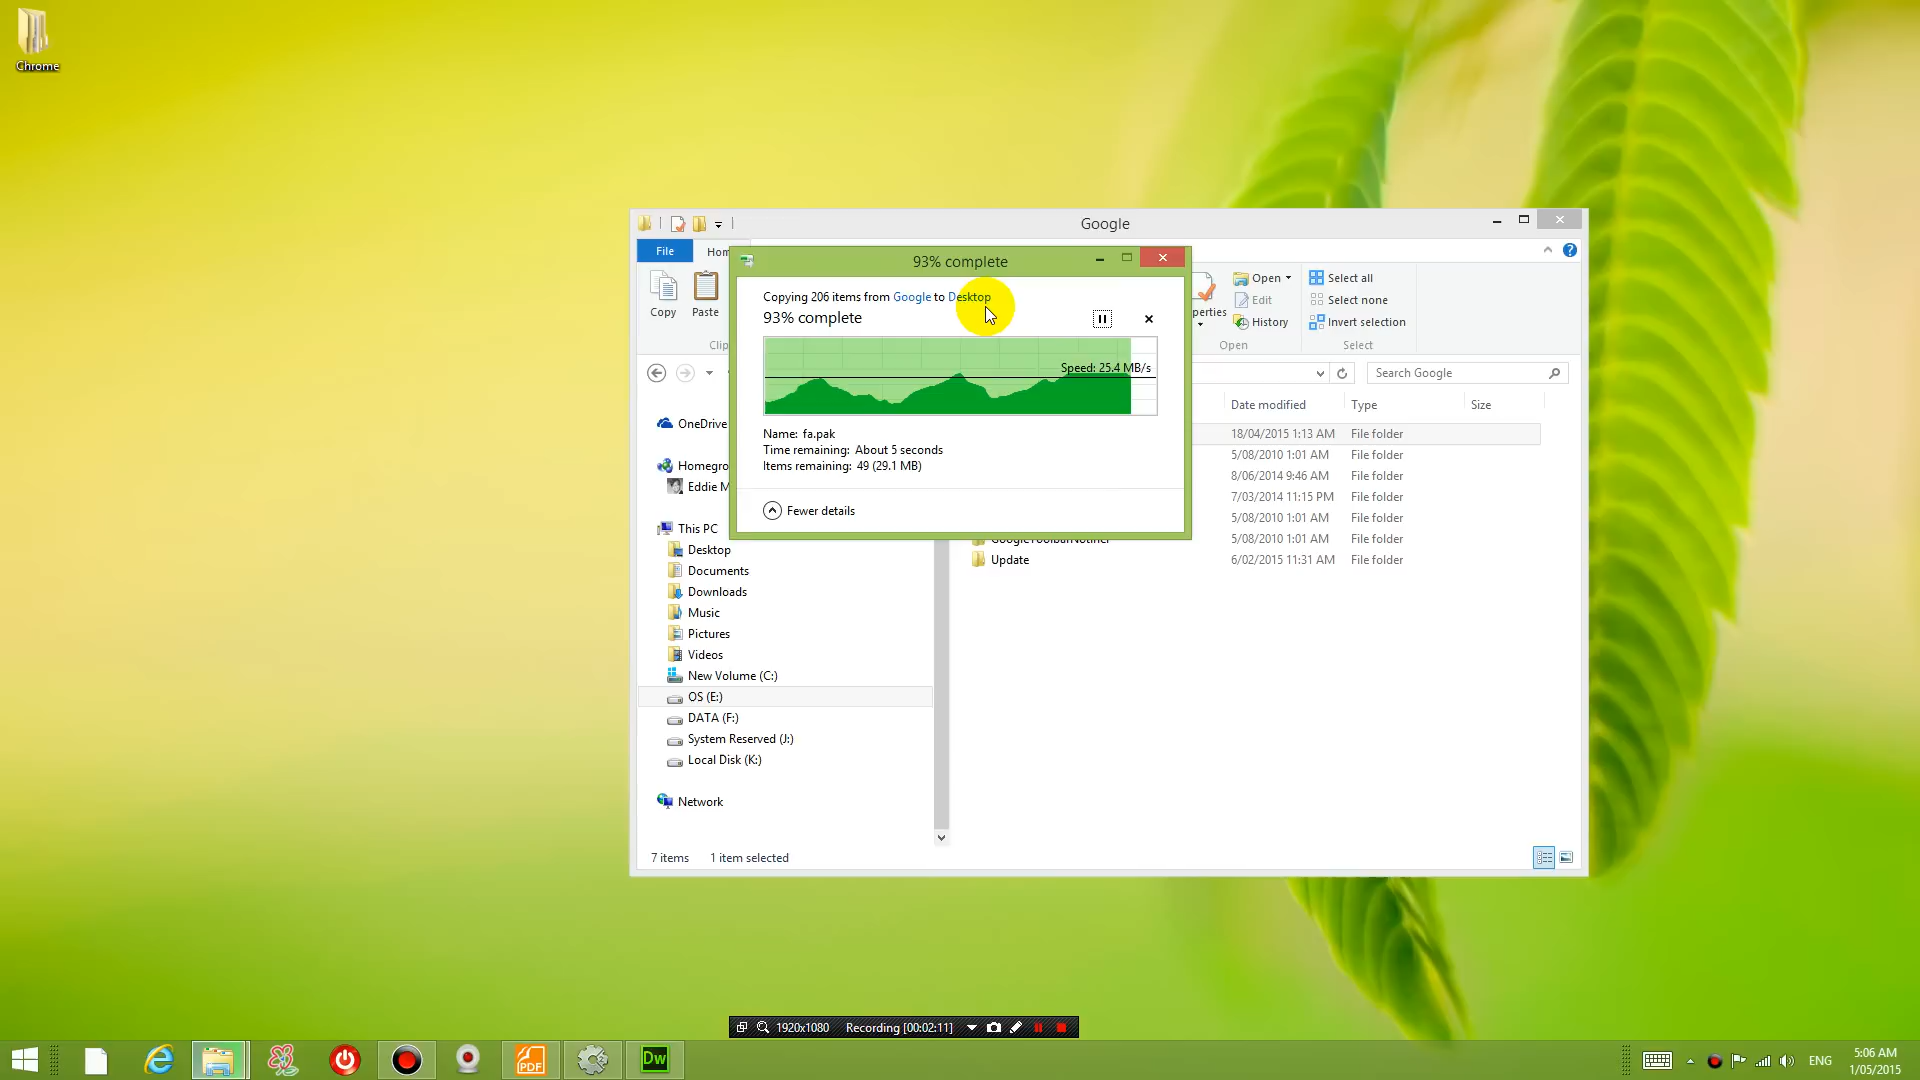 Chrome
Google
File
Hom
93% complete
Copying 206 items from Google to Desktop
93% complete
Speed: 25.4 MB/s
Name: fa.pak
Time remaining: About 5 seconds
Items remaining: 49 (29.1 MB)
Fewer details
Copy
Paste
Clip
perties
Open
Edit
History
Open
Select all
Select none
Invert selection
Select
Search Google
Date modified
Type
Size
18/04/2015 1:13 AM File folder
5/08/2010 1:01 AM File folder
8/06/2014 9:46 AM File folder
7/03/2014 11:15 PM File folder
5/08/2010 1:01 AM File folder
GoogleToolbarNotifier 5/08/2010 1:01 AM File folder
Update 6/02/2015 11:31 AM File folder
OneDrive
Homegro
Eddie M
This PC
Desktop
Documents
Downloads
Music
Pictures
Videos
New Volume (C:)
OS (E:)
DATA (F:)
System Reserved (J:)
Local Disk (K:)
Network
7 items 1 item selected
1920x1080 Recording [00:02:11]
PDF
Dw
ENG
5:06 AM
1/05/2015